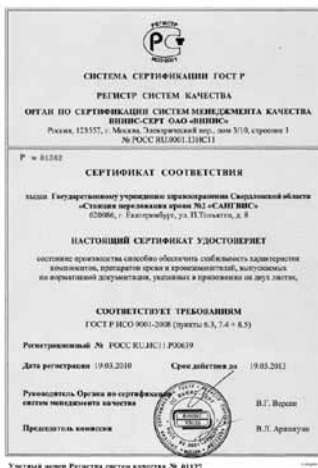 РЕГИСТР
СИСТЕМА СЕРТИФИКАЦИИ ГОСТ Р
РЕГИСТР СИСТЕМ КАЧЕСТВА
ОРГАН ПО СЕРТИФИКАЦИИ СИСТЕМ МЕНЕДЖМЕНТА КАЧЕСТВА
ВНИИС-СЕРТ ОАО «ВНИИС»
Россия, 123557, г. Москва, Электрический пер., дом 3/10, строение 1
№ РОСС RU.0001.13ИС11
Р №
СЕРТИФИКАТ СООТВЕТСТВИЯ
выдан Государственному учреждению здравоохранения Свердловской области
«Станция переливания крови №2 «САНГВИС»
620086, г. Екатеринбург, ул. П.Тольятти, д. 8
НАСТОЯЩИЙ СЕРТИФИКАТ УДОСТОВЕРЯЕТ
состояние производства способно обеспечить стабильность характеристик
компонентов, препаратов крови и кровезаменителей, выпускаемых
по нормативной документации, указанных в приложении на двух листах,
СООТВЕТСТВУЕТ ТРЕБОВАНИЯМ
ГОСТ Р ИСО 9001-2008 (пункты 6.3, 7.4 + 8.5)
Регистрационный № РОСС RU.ИС11.Р00639
Дата регистрации 19.03.2010 Срок действия до 19.03.2013
Руководитель Органа по сертификации
систем менеджмента качества В.Г. Версан
Председатель комиссии В.Л.
Учетный номер Регистра систем качества № 01127